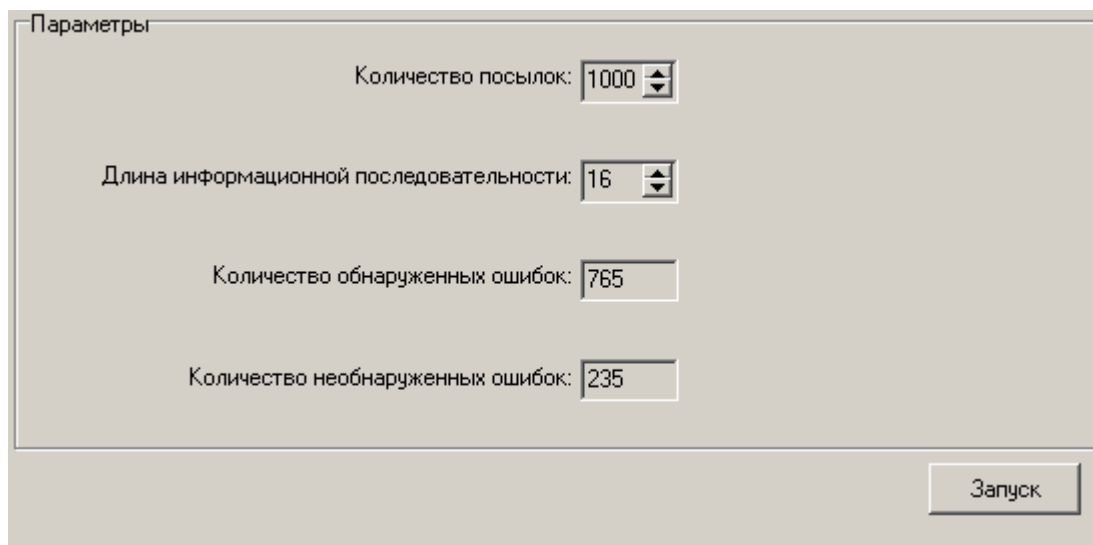 Параметры
Количество посылок: 1000
Длина информационной последовательности: 16
Количество обнаруженных ошибок: 765
Количество необнаруженных ошибок: 235
Запуск